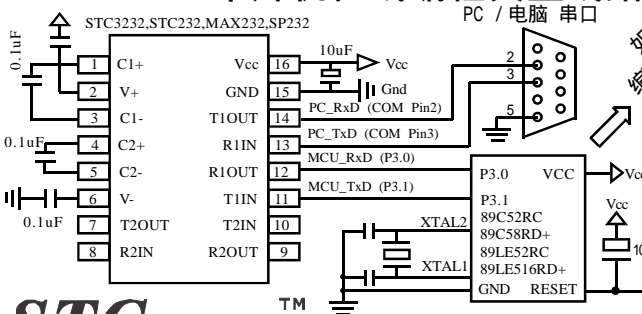 PC / 电脑 串口
STC3232,STC232,MAX232,SP232
0.1uF
1 C1+ Vcc 16
10uF
Vcc
2 V+ GND 15
Gnd
3 C1- T1OUT 14
PC_RxD (COM Pin2)
0.1uF
4 C2+ R1IN 13
PC_TxD (COM Pin3)
5 C2- R1OUT 12
MCU_RxD (P3.0)
6 V- T1IN 11
MCU_TxD (P3.1)
0.1uF
7 T2OUT T2IN 10
8 R2IN R2OUT 9
2
3
5
P3.0 VCC
Vcc
P3.1
89C52RC
89C58RD+
89LE52RC
89LE516RD+
GND RESET
XTAL2
XTAL1
Vcc
10
STC
TM